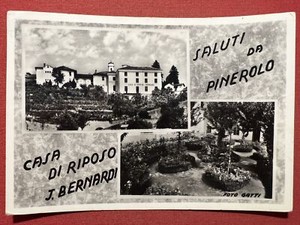 SALUTI
DA
PINEROLO
CASA
DI RIPOSO
J. BERNARDI
FOTO GATTI